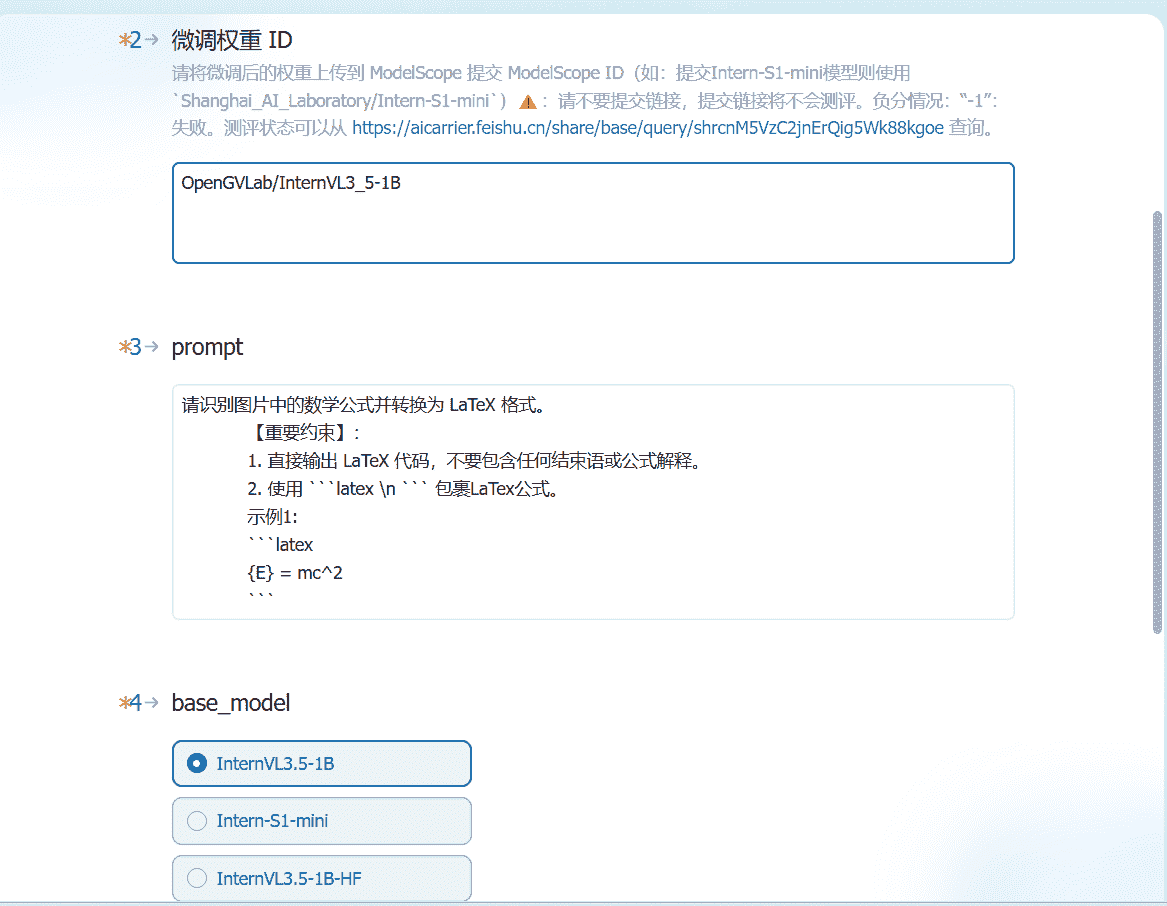 *2→ 微调权重 ID
请将微调后的权重上传到 ModelScope 提交 ModelScope ID（如：提交Intern-S1-mini模型则使用
`Shanghai_AI_Laboratory/Intern-S1-mini`）⚠️：请不要提交链接，提交链接将不会测评。负分情况：“-1”：
失败。测评状态可以从 https://aicarrier.feishu.cn/share/base/query/shrcnM5VzC2jnErQig5Wk88kgoe 查询。
OpenGVLab/InternVL3_5-1B
*3→ prompt
请识别图片中的数学公式并转换为 LaTeX 格式。
【重要约束】：
1. 直接输出 LaTeX 代码，不要包含任何结束语或公式解释。
2. 使用 ```latex \n ``` 包裹LaTex公式。
示例1:
```latex
{E} = mc^2
```
*4→ base_model
InternVL3.5-1B
Intern-S1-mini
InternVL3.5-1B-HF